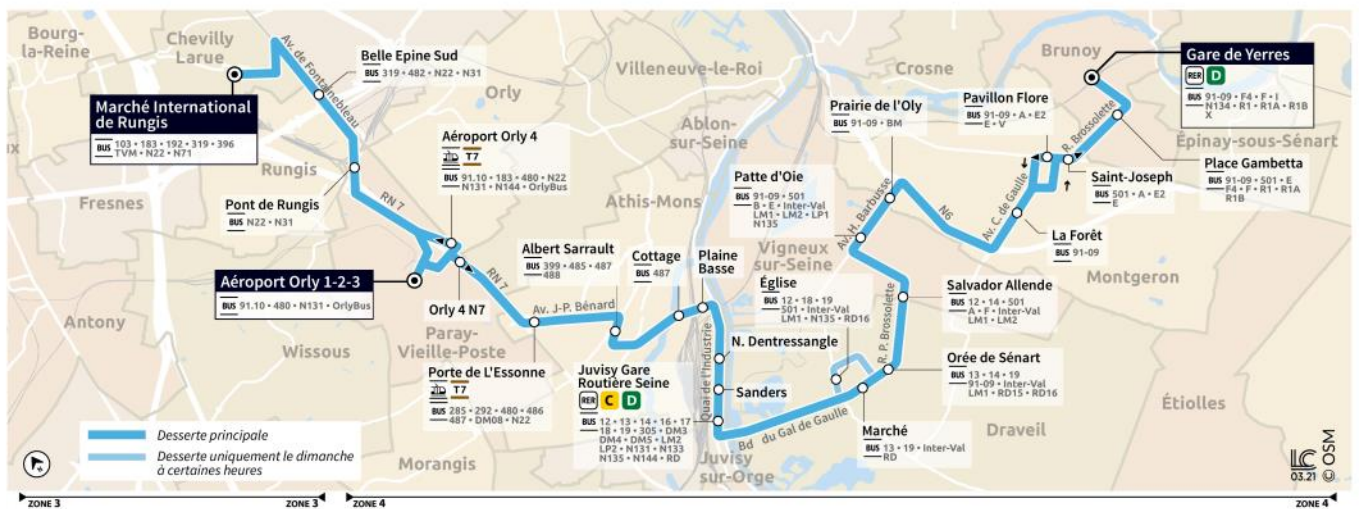 Bourg-
la-Reine
Chevilly
Larue
Av. de Fontainebleau
Belle Epine Sud
BUS 319 • 482 • N22 • N31
Orly
Villeneuve-le-Roi
Crosne
Brunoy
Gare de Yerres
RER D
BUS 91-09 • F4 • F • I
N134 • R1 • R1A • R1B
X
Marché International
de Rungis
BUS 103 • 183 • 192 • 319 • 396
TVM • N22 • N71
Aéroport Orly 4
T7
BUS 91.10 • 183 • 480 • N22
N131 • N144 • OrlyBus
Ablon-
sur-Seine
Prairie de l'Oly
BUS 91-09 • BM
Pavillon Flore
BUS 91-09 • A • E2
E • V
R. Brossolette
Épinay-sous-Sénart
Place Gambetta
BUS 91-09 • 501 • E
F4 • F • R1 • R1A
R1B
Saint-Joseph
BUS 501 • A • E2
E
Rungis
Fresnes
Pont de Rungis
BUS N22 • N31
RN 7
Athis-Mons
Patte d'Oie
BUS 91-09 • 501
B • E • Inter-Val
LM1 • LM2 • LP1
N135
Av. H. Barbusse
N6
Av. C. de Gaulle
La Forêt
BUS 91-09
Montgeron
Aéroport Orly 1-2-3
BUS 91.10 • 480 • N131 • OrlyBus
Orly 4 N7
RN 7
Albert Sarrault
BUS 399 • 485 • 487
488
Cottage
BUS 487
Plaine
Basse
Vigneux
sur-Seine
Église
BUS 12 • 18 • 19
501 • Inter-Val
LM1 • N135 • RD16
Salvador Allende
BUS 12 • 14 • 501
A • F • Inter-Val
LM1 • LM2
Antony
Wissous
Paray-
Vieille-Poste
Av. J-P. Bénard
Porte de L'Essonne
T7
BUS 285 • 292 • 480 • 486
487 • DM08 • N22
Juvisy Gare
Routière Seine
RER C D
BUS 12 • 13 • 14 • 16 • 17
18 • 19 • 305 • DM3
DM4 • DM5 • LM2
LP2 • N131 • N133
N135 • N144 • RD
Quai de l'Industrie
N. Dentressangle
Sanders
R. P. Brossolette
Orée de Sénart
BUS 13 • 14 • 19
91-09 • Inter-Val
LM1 • RD15 • RD16
Bd du Gal de Gaulle
Marché
BUS 13 • 19 • Inter-Val
RD
Draveil
Étiolles
Morangis
Juvisy
sur-Orge
Desserte principale
Desserte uniquement le dimanche
à certaines heures
LC
03.21
© OSM
ZONE 3
ZONE 3
ZONE 4
ZONE 4